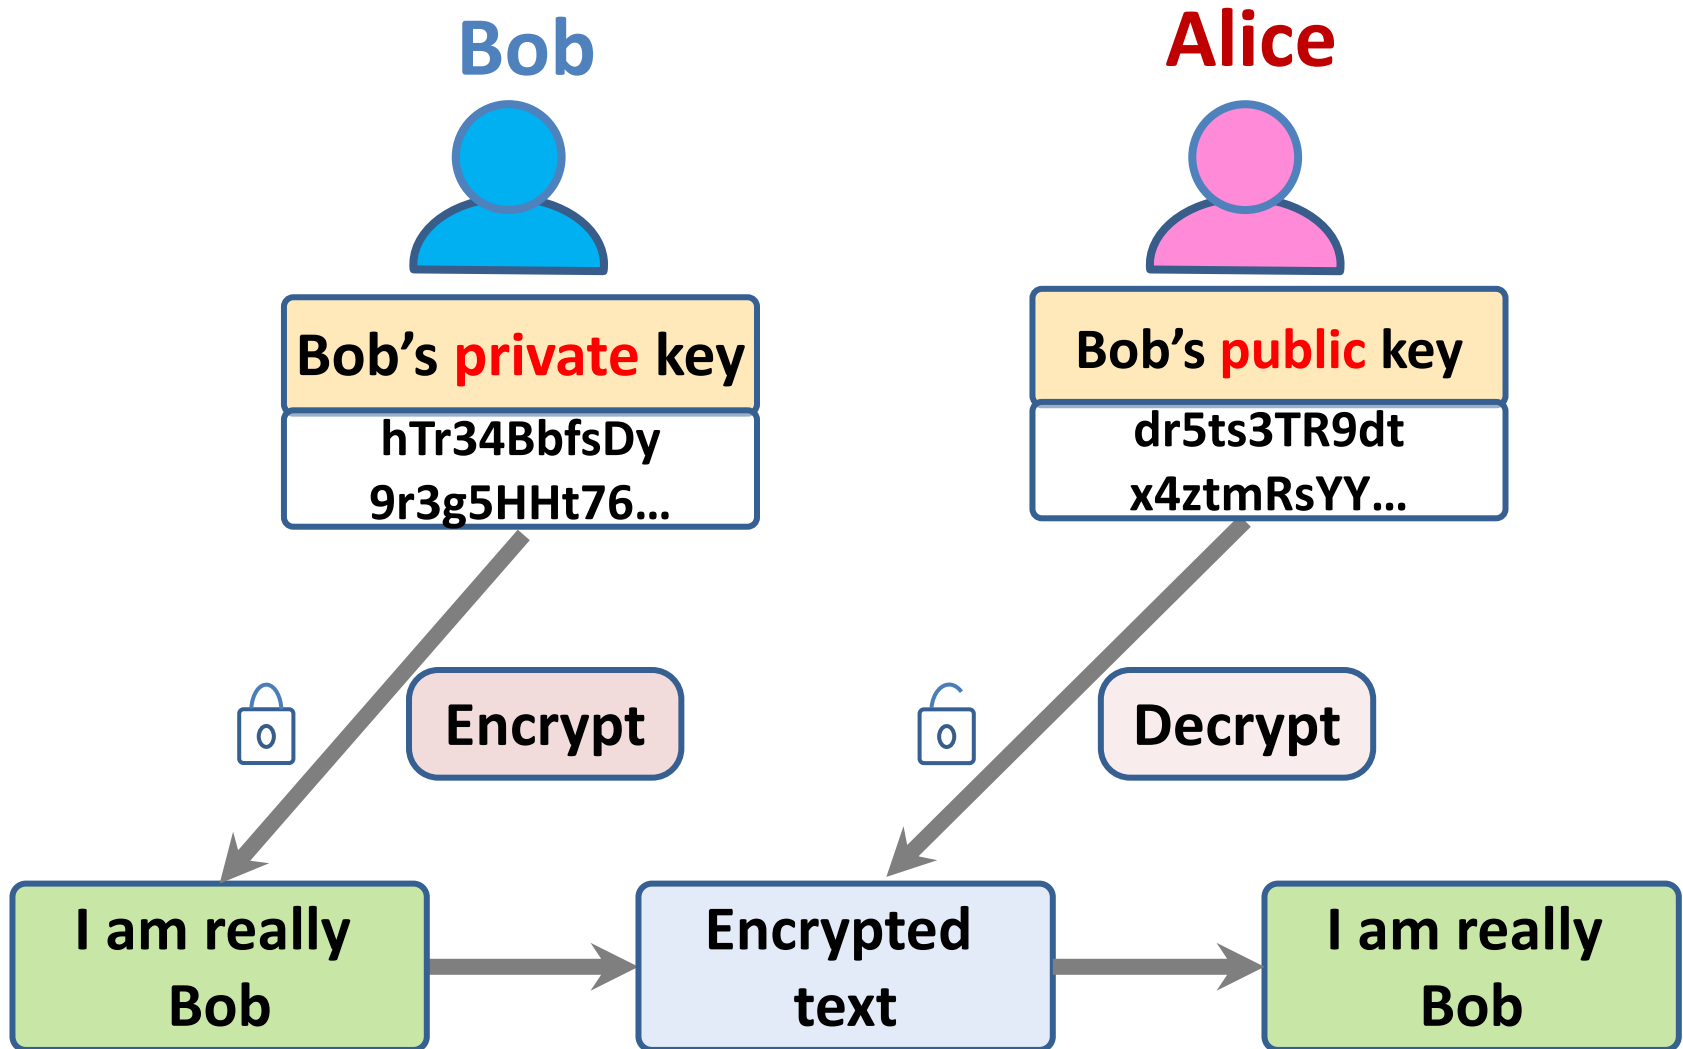 Bob
Alice
Bob’s private key
hTr34BbfsDy
9r3g5HHt76...
Bob’s public key
dr5ts3TR9dt
x4ztmRsYY...
Encrypt
Decrypt
I am really
Bob
Encrypted
text
I am really
Bob